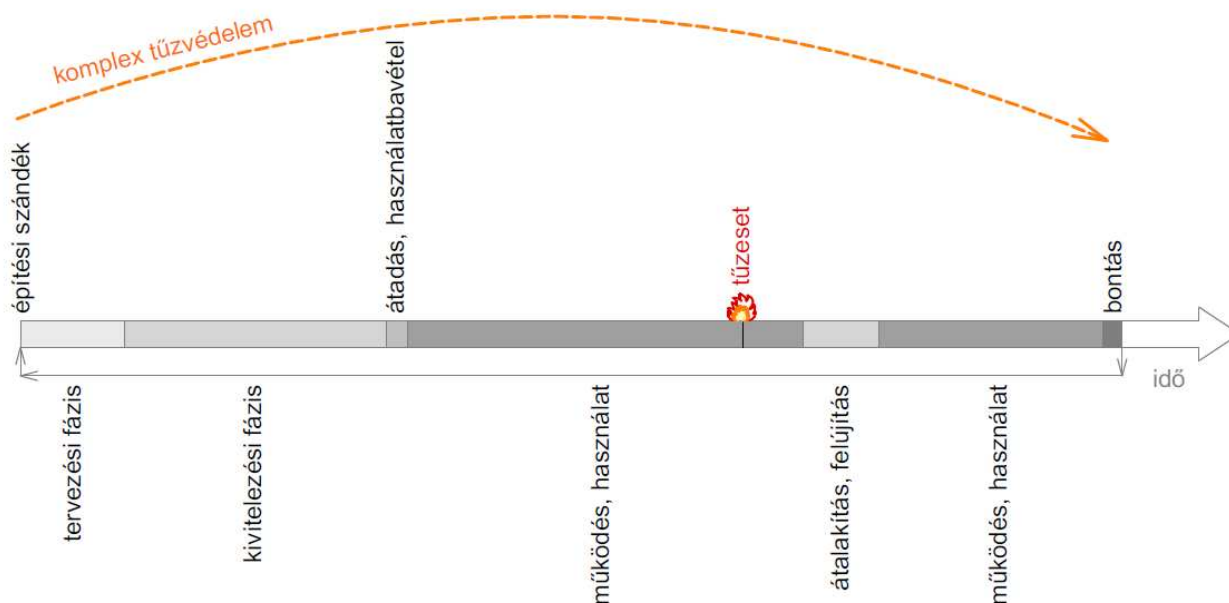 komplex tűzvédelem
építési szándék
átadás, használatbavétel
tűzeset
bontás
idő
tervezési fázis
kivitelezési fázis
működés, használat
átalakítás, felújítás
működés, használat